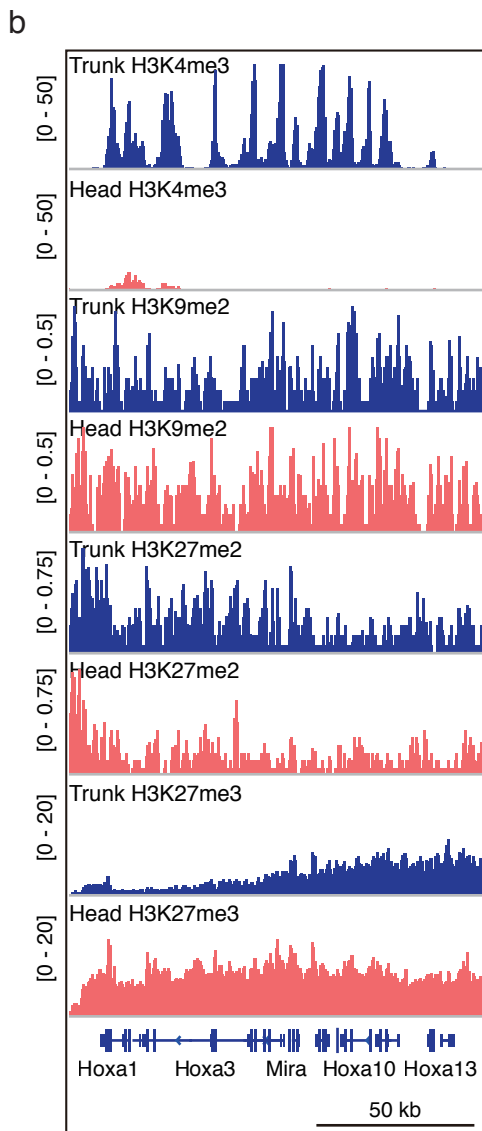 b
Trunk H3K4me3
[0 - 50]
Head H3K4me3
[0 - 50]
Trunk H3K9me2
[0 - 0.5]
Head H3K9me2
[0 - 0.5]
Trunk H3K27me2
[0 - 0.75]
Head H3K27me2
[0 - 0.75]
Trunk H3K27me3
[0 - 20]
Head H3K27me3
[0 - 20]
Hoxa1 Hoxa3 Mira Hoxa10 Hoxa13
50 kb